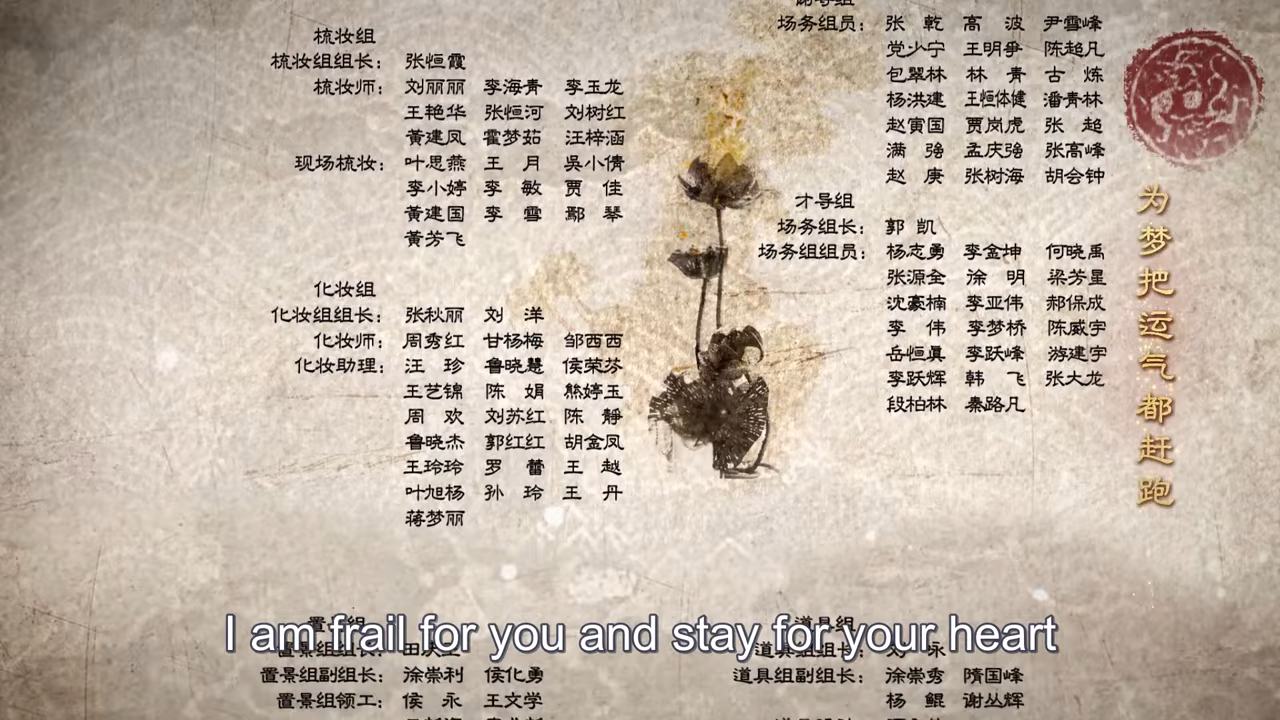 梳妆组
梳妆组组长： 张恒霞
梳妆师： 刘丽丽 李海青 李玉龙
王艳华 张恒河 刘树红
黄建凤 霍梦茹 汪梓涵
现场梳妆： 叶思燕 王 月 吴小倩
李小婷 李 敏 贾 佳
黄建国 李 雪 鄢 琴
黄芳飞
化妆组
化妆组组长： 张秋丽 刘 洋
化妆师： 周秀红 甘杨梅 邹西西
化妆助理： 汪 珍 鲁晓慧 侯荣芬
王艺锦 陈 娟 熊婷玉
周 欢 刘苏红 陈 静
鲁晓杰 郭红红 胡金凤
王玲玲 罗 蕾 王 越
叶旭杨 孙 玲 王 丹
蒋梦丽
场务组员： 张 乾 高 波 尹雪峰
党少宁 王明争 陈超凡
包翠林 林 青 古 炼
杨洪建 王恒体健 潘青林
赵寅国 贾岗虎 张 超
满 强 孟庆强 张高峰
赵 庚 张树海 胡会钟
才导组
场务组长： 郭 凯
场务组组员： 杨志勇 李金坤 何晓禹
张源全 徐 明 梁芳星
沈豪楠 李亚伟 郝保成
李 伟 李梦桥 陈威宇
岳恒真 李跃峰 游建宇
李跃辉 韩 飞 张大龙
段柏林 秦路凡
为梦把运气都赶跑
I am frail for you and stay for your heart
置景组副组长： 涂崇利 侯化勇
置景组领工： 侯 永 王文学
道具组
道具组组长： 刘 永
道具组副组长： 涂崇秀 隋国峰
杨 鲲 谢丛辉